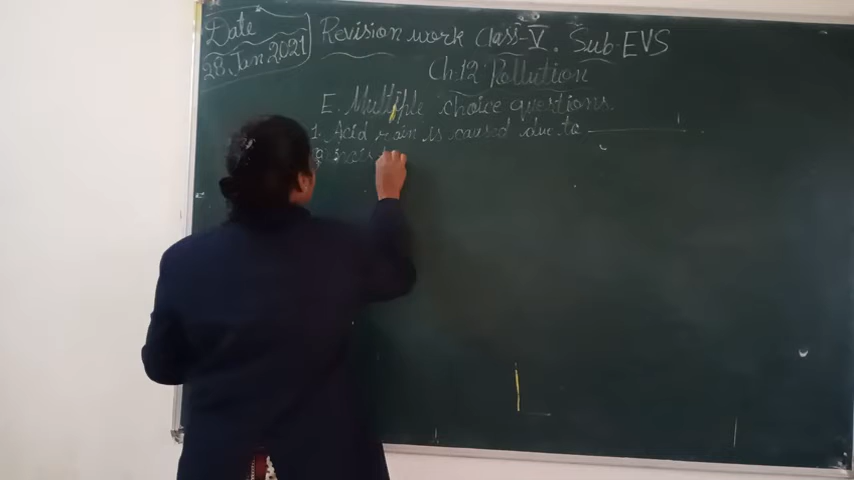 Date
28, Jan 2021
Revision work Class-V. Sub-EVS
Ch:12 Pollution
E. Multiple choice questions.
1. Acid rain is caused due to